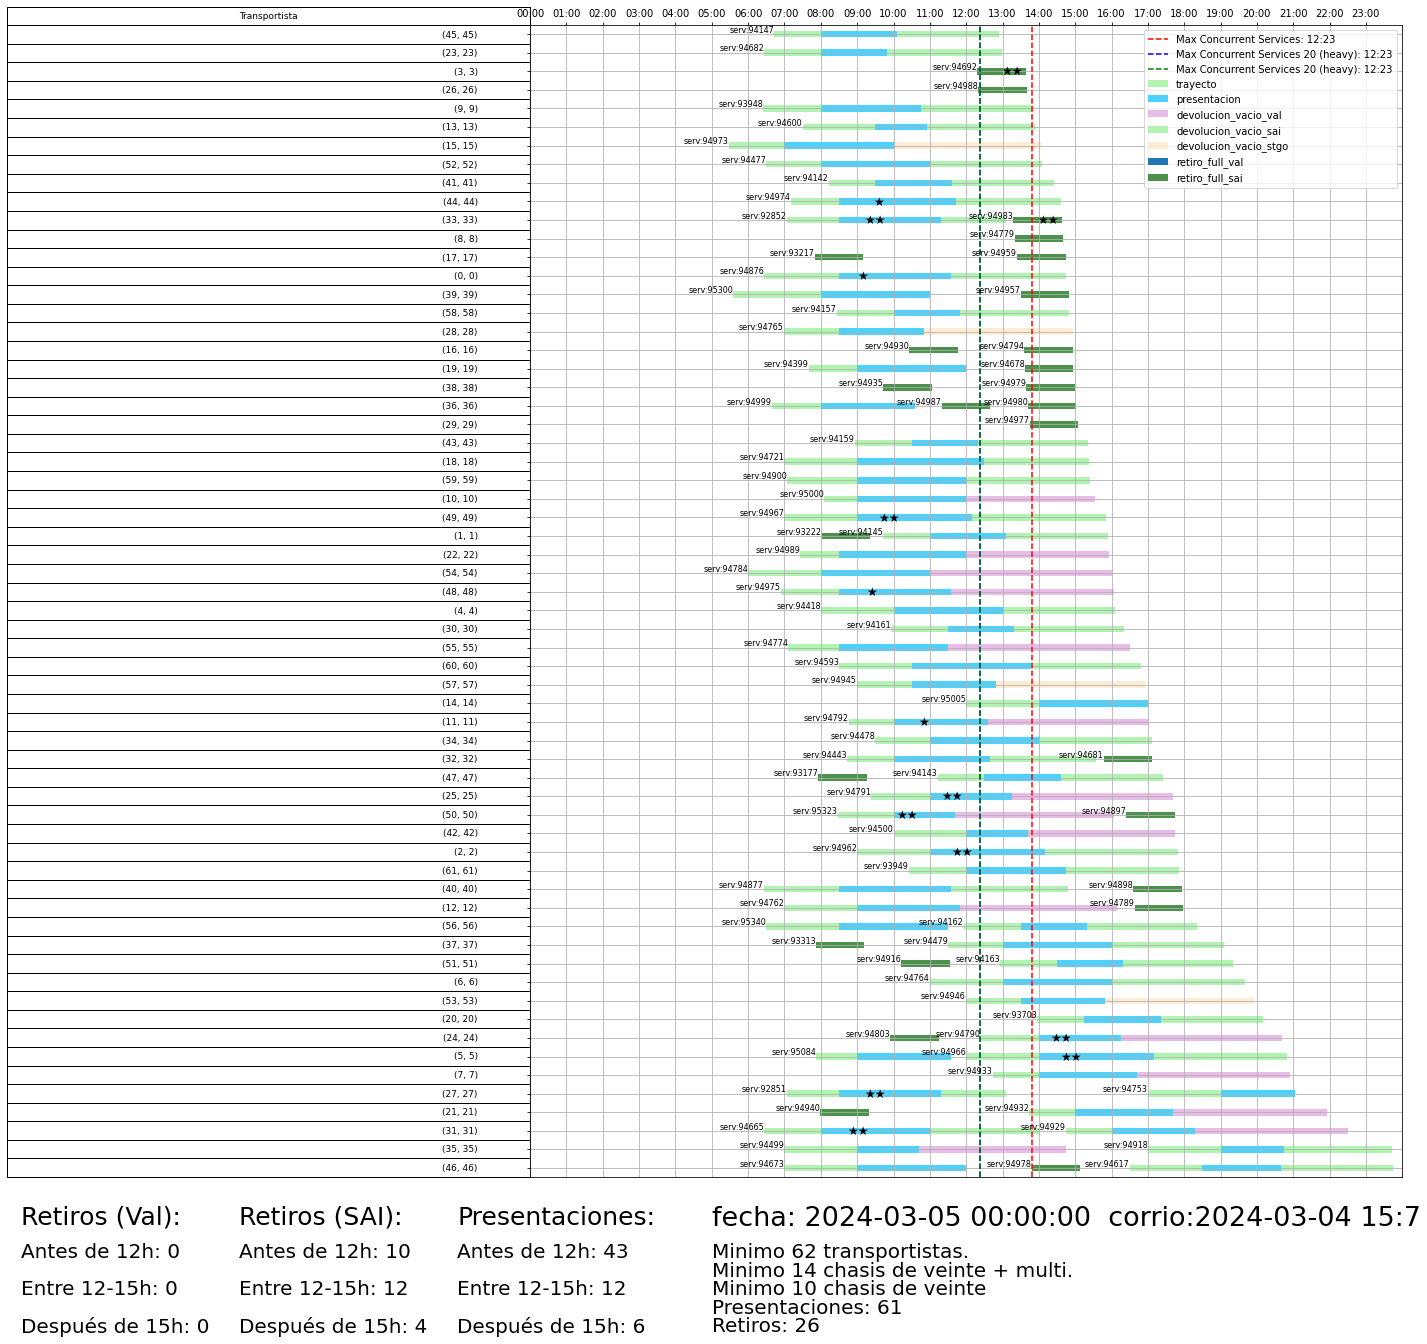 Transportista 00:00 01:00 02:00 03:00 04:00 05:00 06:00 07:00 08:00 09:00 10:00 11:00 12:00 13:00 14:00 15:00 16:00 17:00 18:00 19:00 20:00 21:00 22:00 23:00
(45, 45) serv:94147
(23, 23) serv:94682
(3, 3) serv:94692
(26, 26) serv:94988
(9, 9) serv:93948
(13, 13) serv:94600
(15, 15) serv:94973
(52, 52) serv:94477
(41, 41) serv:94142
(44, 44) serv:94974
(33, 33) serv:92852 serv:94983
(8, 8) serv:94779
(17, 17) serv:93217 serv:94959
(0, 0) serv:94876
(39, 39) serv:95300 serv:94957
(58, 58) serv:94157
(28, 28) serv:94765
(16, 16) serv:94930 serv:94794
(19, 19) serv:94399 serv:94678
(38, 38) serv:94935 serv:94979
(36, 36) serv:94999 serv:94987 serv:94980
(29, 29) serv:94977
(43, 43) serv:94159
(18, 18) serv:94721
(59, 59) serv:94900
(10, 10) serv:95000
(49, 49) serv:94967
(1, 1) serv:93222 serv:94145
(22, 22) serv:94989
(54, 54) serv:94784
(48, 48) serv:94975
(4, 4) serv:94418
(30, 30) serv:94161
(55, 55) serv:94774
(60, 60) serv:94593
(57, 57) serv:94945
(14, 14) serv:95005
(11, 11) serv:94792
(34, 34) serv:94478
(32, 32) serv:94443 serv:94681
(47, 47) serv:93177 serv:94143
(25, 25) serv:94791
(50, 50) serv:95323 serv:94897
(42, 42) serv:94500
(2, 2) serv:94962
(61, 61) serv:93949
(40, 40) serv:94877 serv:94898
(12, 12) serv:94762 serv:94789
(56, 56) serv:95340 serv:94162
(37, 37) serv:93313 serv:94479
(51, 51) serv:94916 serv:94163
(6, 6) serv:94764
(53, 53) serv:94946
(20, 20) serv:93703
(24, 24) serv:94803 serv:94790
(5, 5) serv:95084 serv:94966
(7, 7) serv:94933
(27, 27) serv:92851 serv:94753
(21, 21) serv:94940 serv:94932
(31, 31) serv:94665 serv:94929
(35, 35) serv:94499 serv:94918
(46, 46) serv:94673 serv:94978 serv:94617
Max Concurrent Services: 12:23
Max Concurrent Services 20 (heavy): 12:23
Max Concurrent Services 20 (heavy): 12:23
trayecto
presentacion
devolucion_vacio_val
devolucion_vacio_sai
devolucion_vacio_stgo
retiro_full_val
retiro_full_sai
Retiros (Val):
Antes de 12h: 0
Entre 12-15h: 0
Después de 15h: 0
Retiros (SAI):
Antes de 12h: 10
Entre 12-15h: 12
Después de 15h: 4
Presentaciones:
Antes de 12h: 43
Entre 12-15h: 12
Después de 15h: 6
fecha: 2024-03-05 00:00:00 corrio:2024-03-04 15:7
Minimo 62 transportistas.
Minimo 14 chasis de veinte + multi.
Minimo 10 chasis de veinte
Presentaciones: 61
Retiros: 26